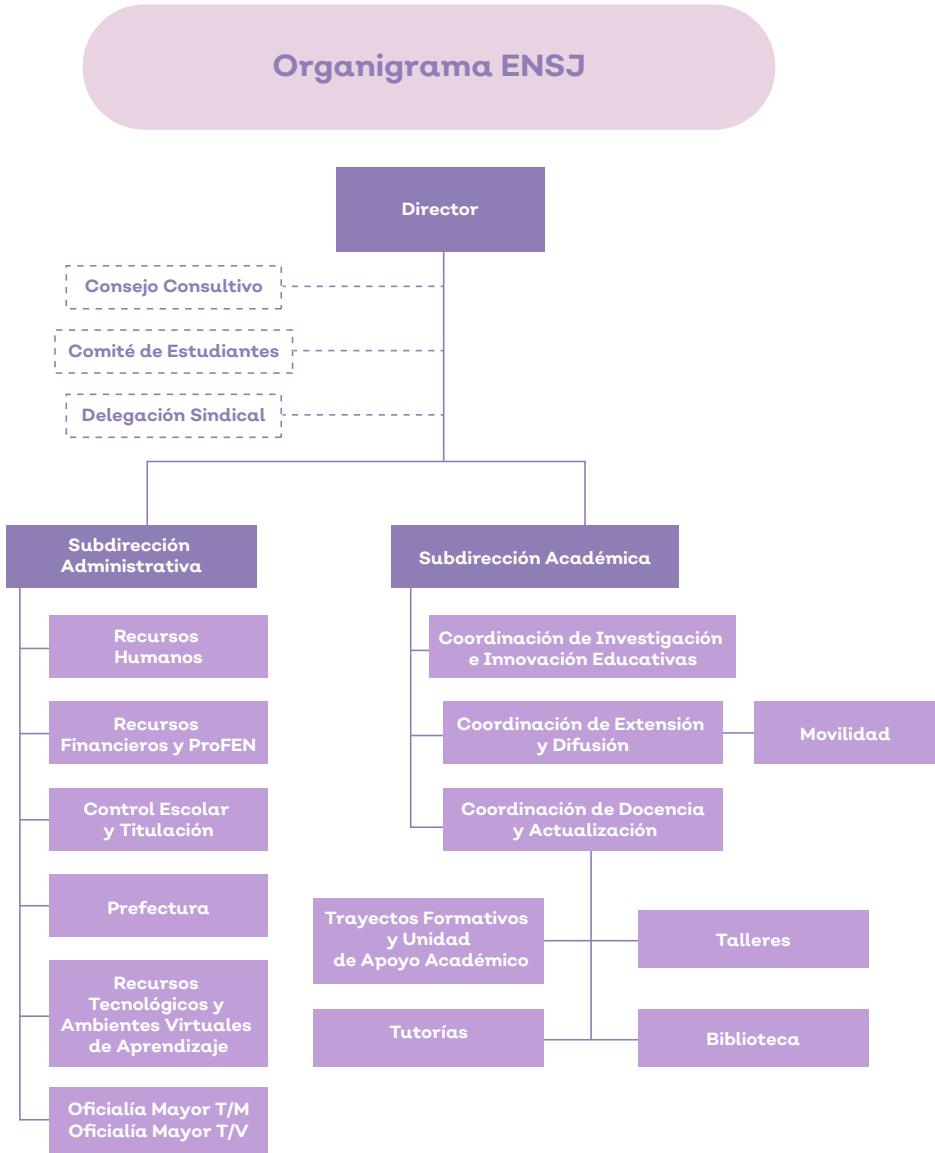 Organigrama ENSJ
Director
Consejo Consultivo
Comité de Estudiantes
Delegación Sindical
Subdirección
Administrativa
Recursos
Humanos
Recursos
Financieros y ProFEN
Control Escolar
y Titulación
Prefectura
Recursos
Tecnológicos y
Ambientes Virtuales
de Aprendizaje
Oficialía Mayor T/M
Oficialía Mayor T/V
Subdirección Académica
Coordinación de Investigación
e Innovación Educativas
Coordinación de Extensión
y Difusión
Movilidad
Coordinación de Docencia
y Actualización
Trayectos Formativos
y Unidad
de Apoyo Académico
Talleres
Tutorías
Biblioteca